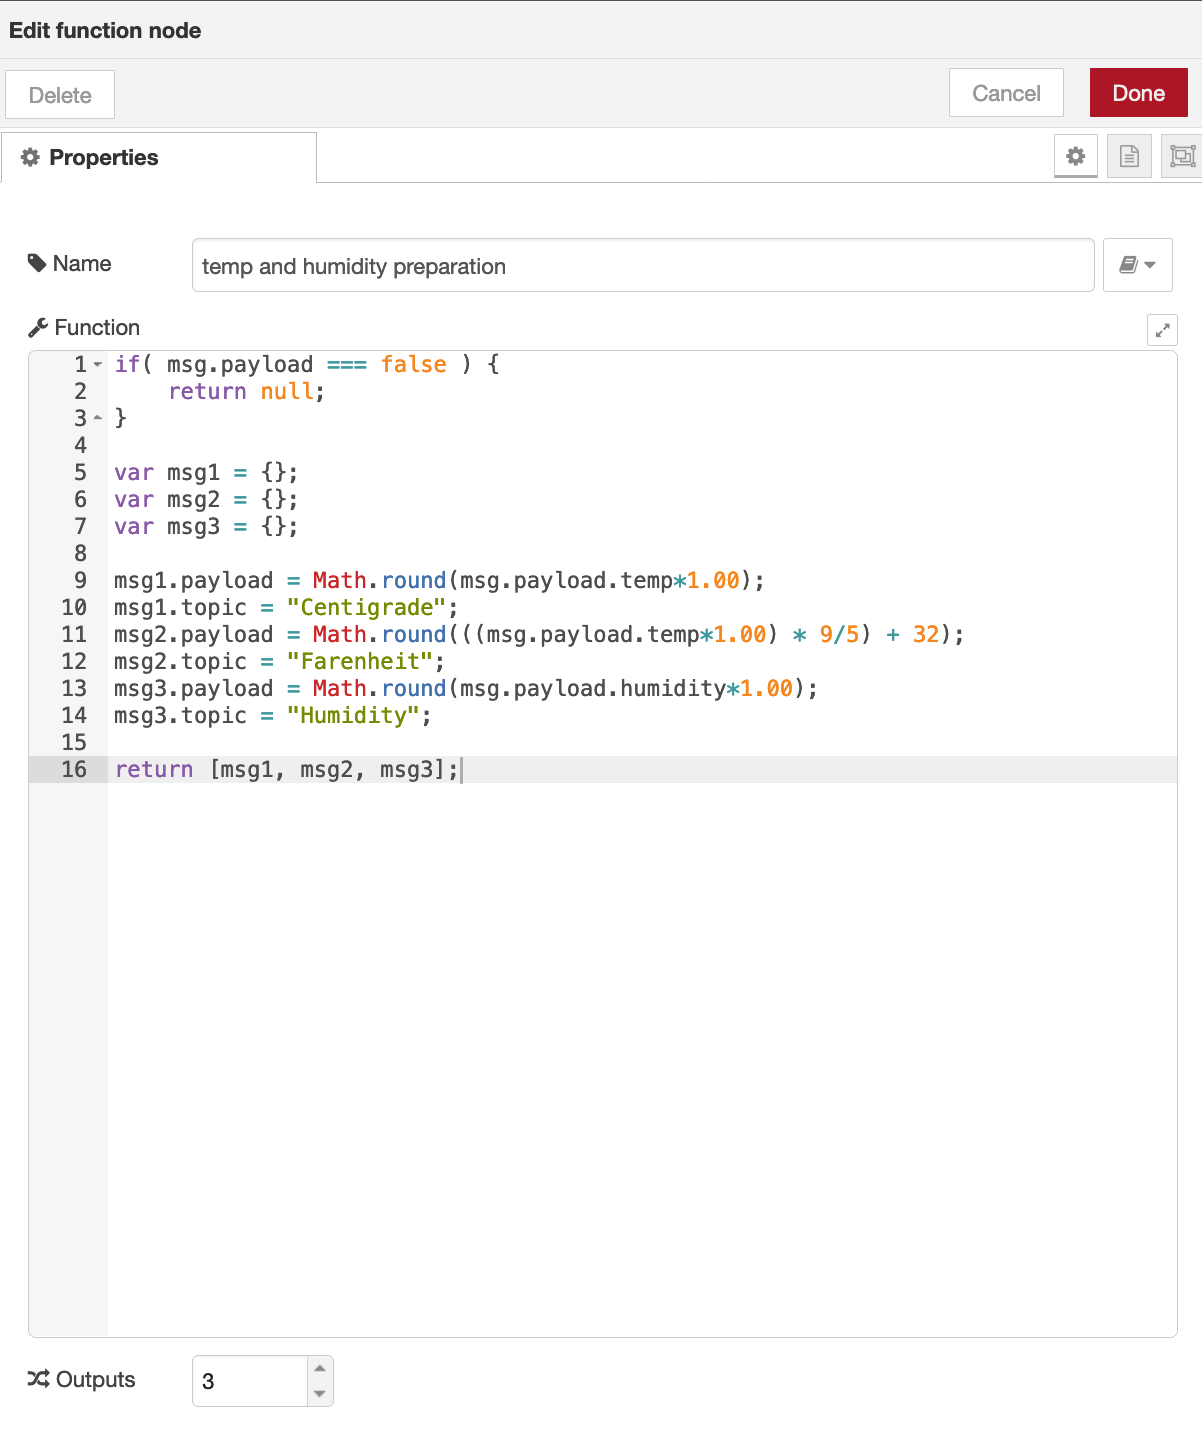 Edit function node
Delete
Cancel
Done
Properties
Name
temp and humidity preparation
Function
1 if( msg.payload === false ) {
2     return null;
3 }
4
5 var msg1 = {};
6 var msg2 = {};
7 var msg3 = {};
8
9 msg1.payload = Math.round(msg.payload.temp*1.00);
10 msg1.topic = "Centigrade";
11 msg2.payload = Math.round(((msg.payload.temp*1.00) * 9/5) + 32);
12 msg2.topic = "Farenheit";
13 msg3.payload = Math.round(msg.payload.humidity*1.00);
14 msg3.topic = "Humidity";
15
16 return [msg1, msg2, msg3];
Outputs
3